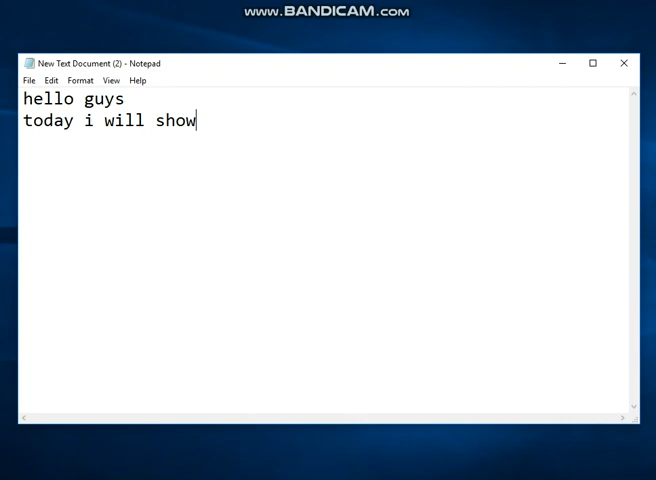 www.BANDICAM.com
New Text Document (2) - Notepad
File Edit Format View Help
hello guys
today i will show